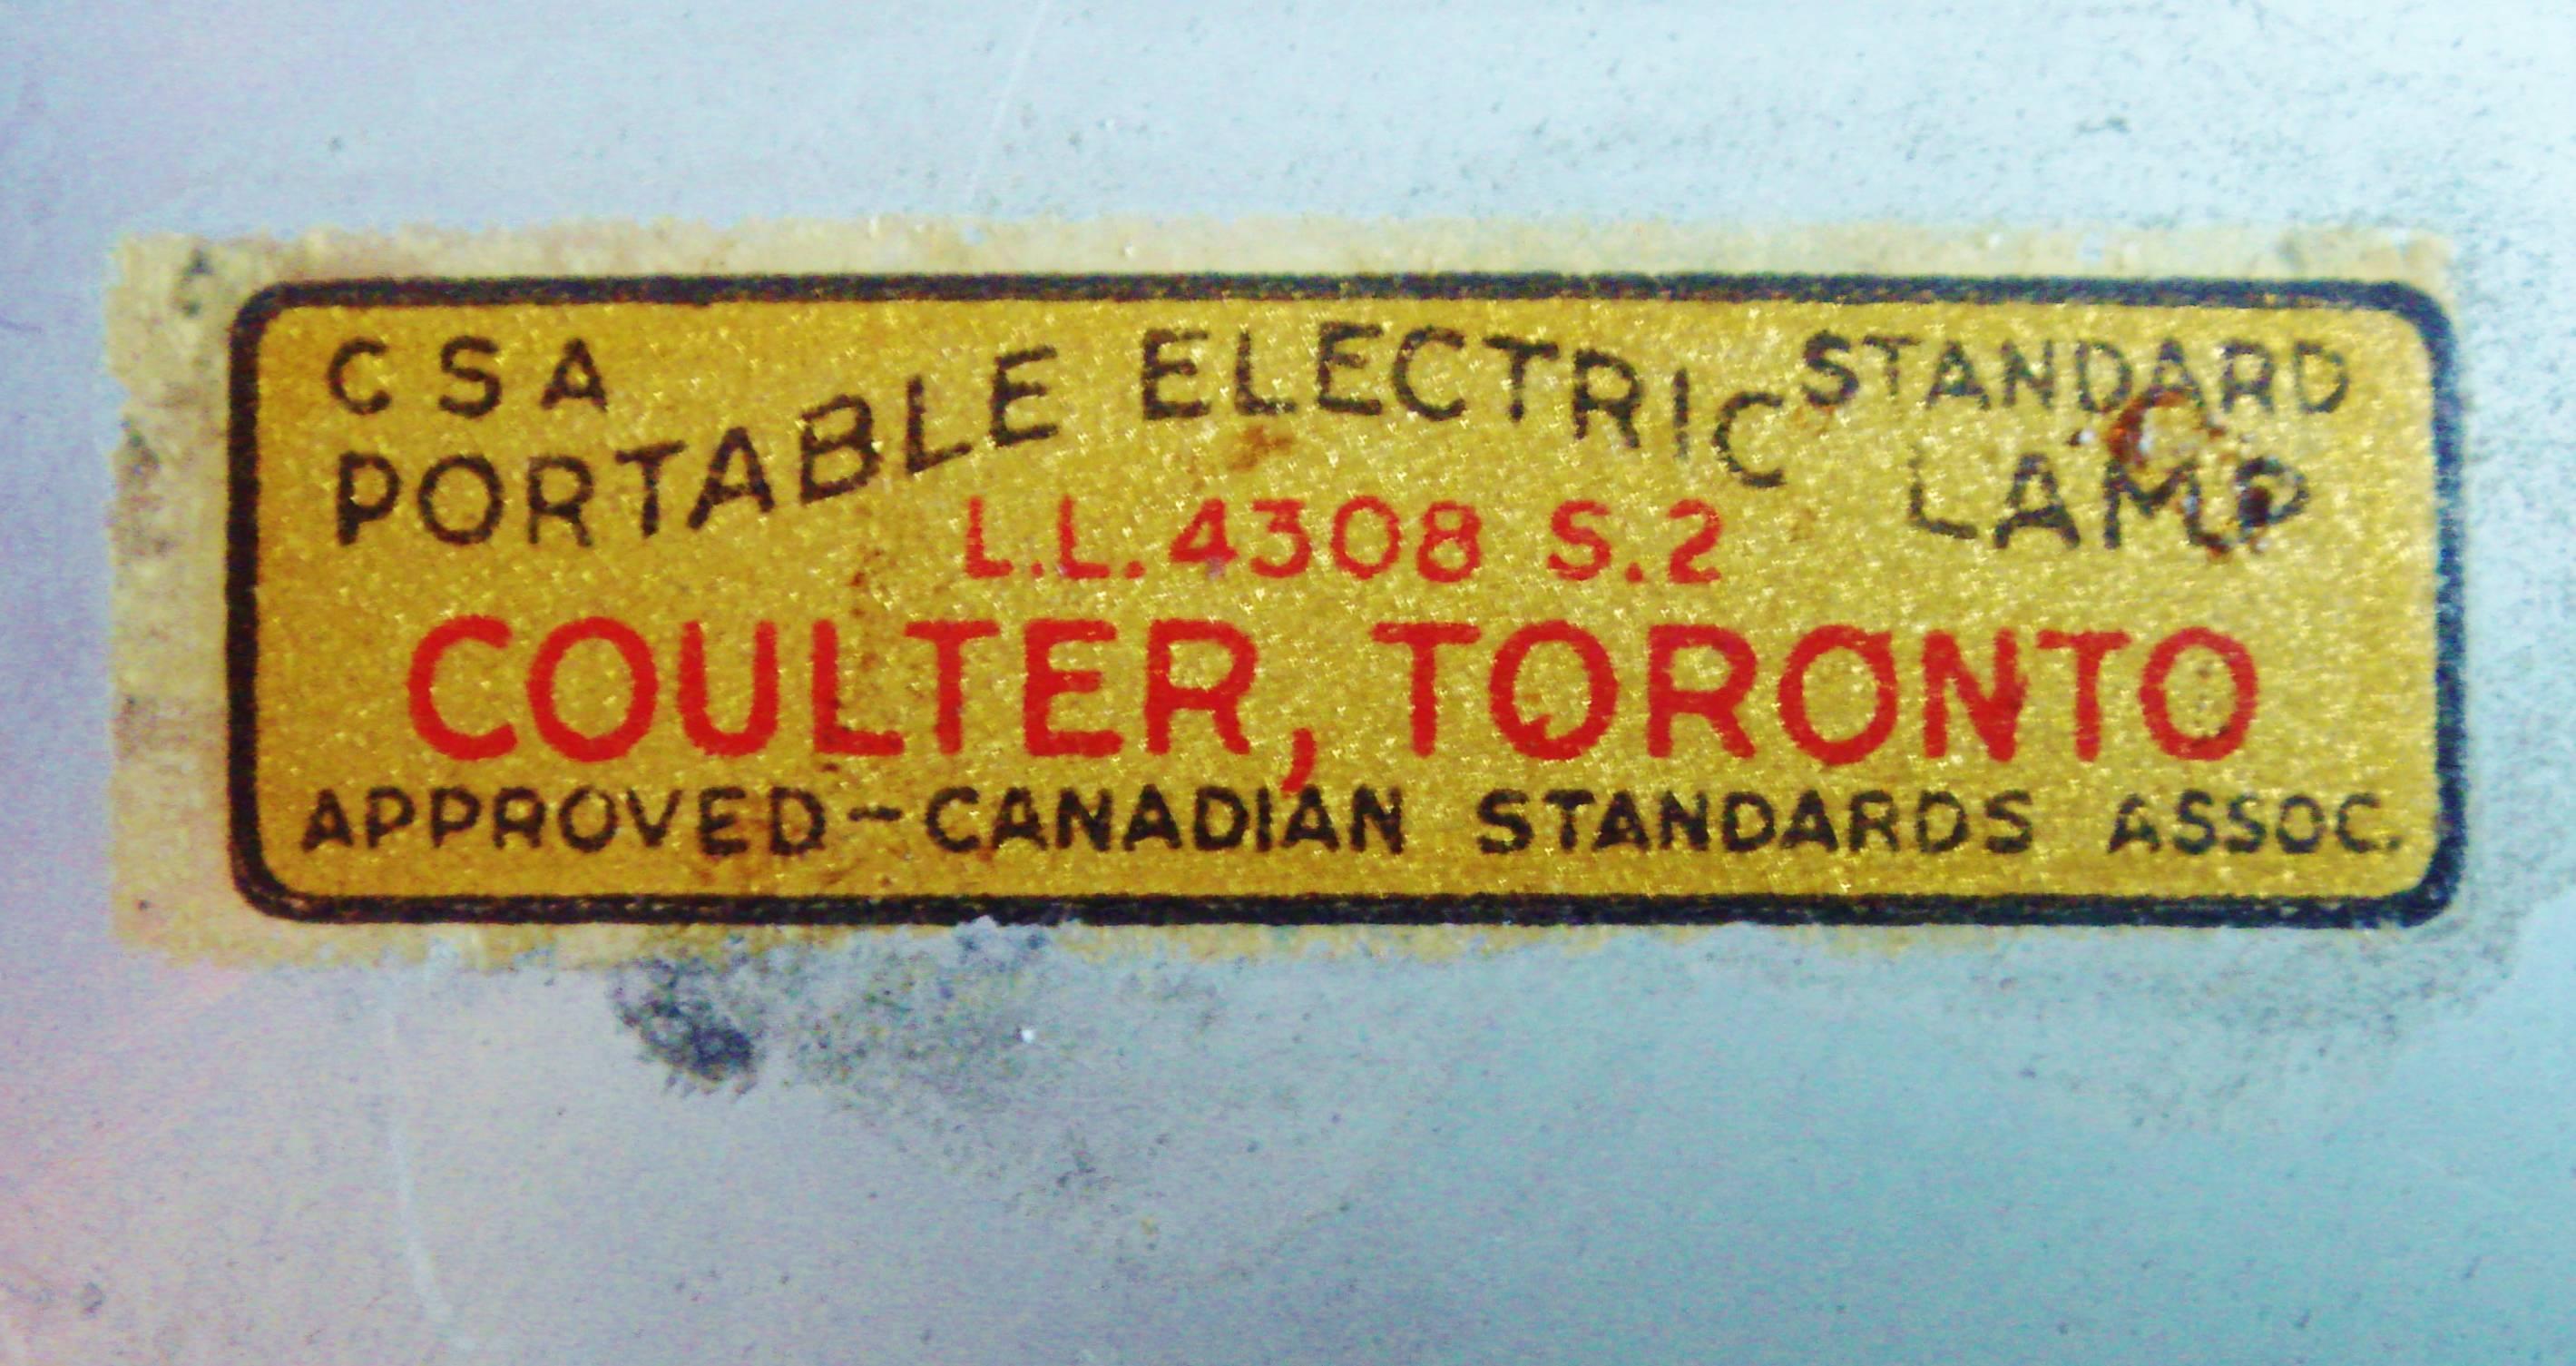 CSA STANDARD
PORTABLE ELECTRIC LAMP
L.L.4308 S.2
COULTER, TORONTO
APPROVED-CANADIAN STANDARDS ASSOC.